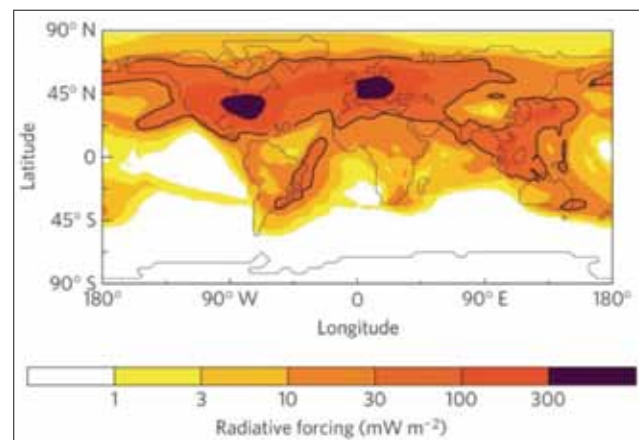 90° N
45° N
0
45° S
90° S
Latitude
180°
90° W
0
90° E
180°
Longitude
1
3
10
30
100
300
Radiative forcing (mW m⁻²)